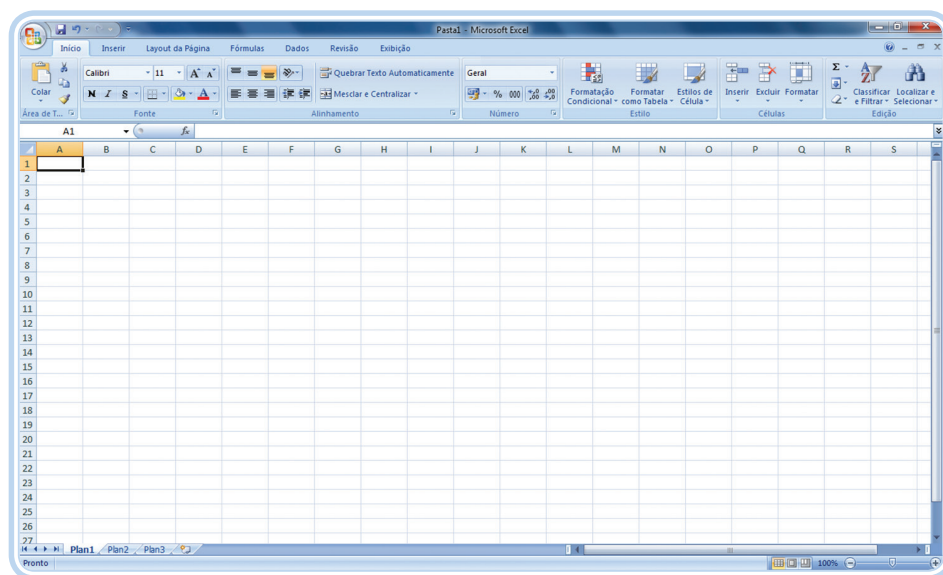 Pasta1 - Microsoft Excel
Início Inserir Layout da Página Fórmulas Dados Revisão Exibição
Colar
Calibri 11 A A
N I S A
Quebrar Texto Automaticamente
Mesclar e Centralizar
Geral
% 000 ,00 ,00
Formatação Condicional
Formatar como Tabela
Estilos de Célula
Inserir Excluir Formatar
Σ
Classificar e Filtrar
Localizar e Selecionar
Área de T... Fonte Alinhamento Número Estilo Células Edição
A1 fx
A B C D E F G H I J K L M N O P Q R S
1
2
3
4
5
6
7
8
9
10
11
12
13
14
15
16
17
18
19
20
21
22
23
24
25
26
27
Plan1 Plan2 Plan3
Pronto 100%